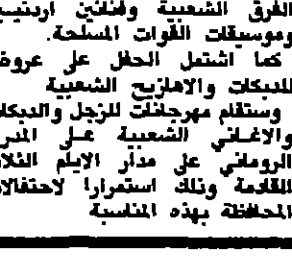 الفرق الشعبية وفنانين اردنيين
وموسيقات القوات المسلحة.
كما اشتمل الحفل على عروض
للدبكات والاهازيج الشعبية
وستقام مهرجانات للزجل والدبكات
والاغاني الشعبية على المدرج
الروماني على مدار الايام الثلاثة
القادمة وذلك استمرارا لاحتفالات
المحافظة بهذه المناسبة